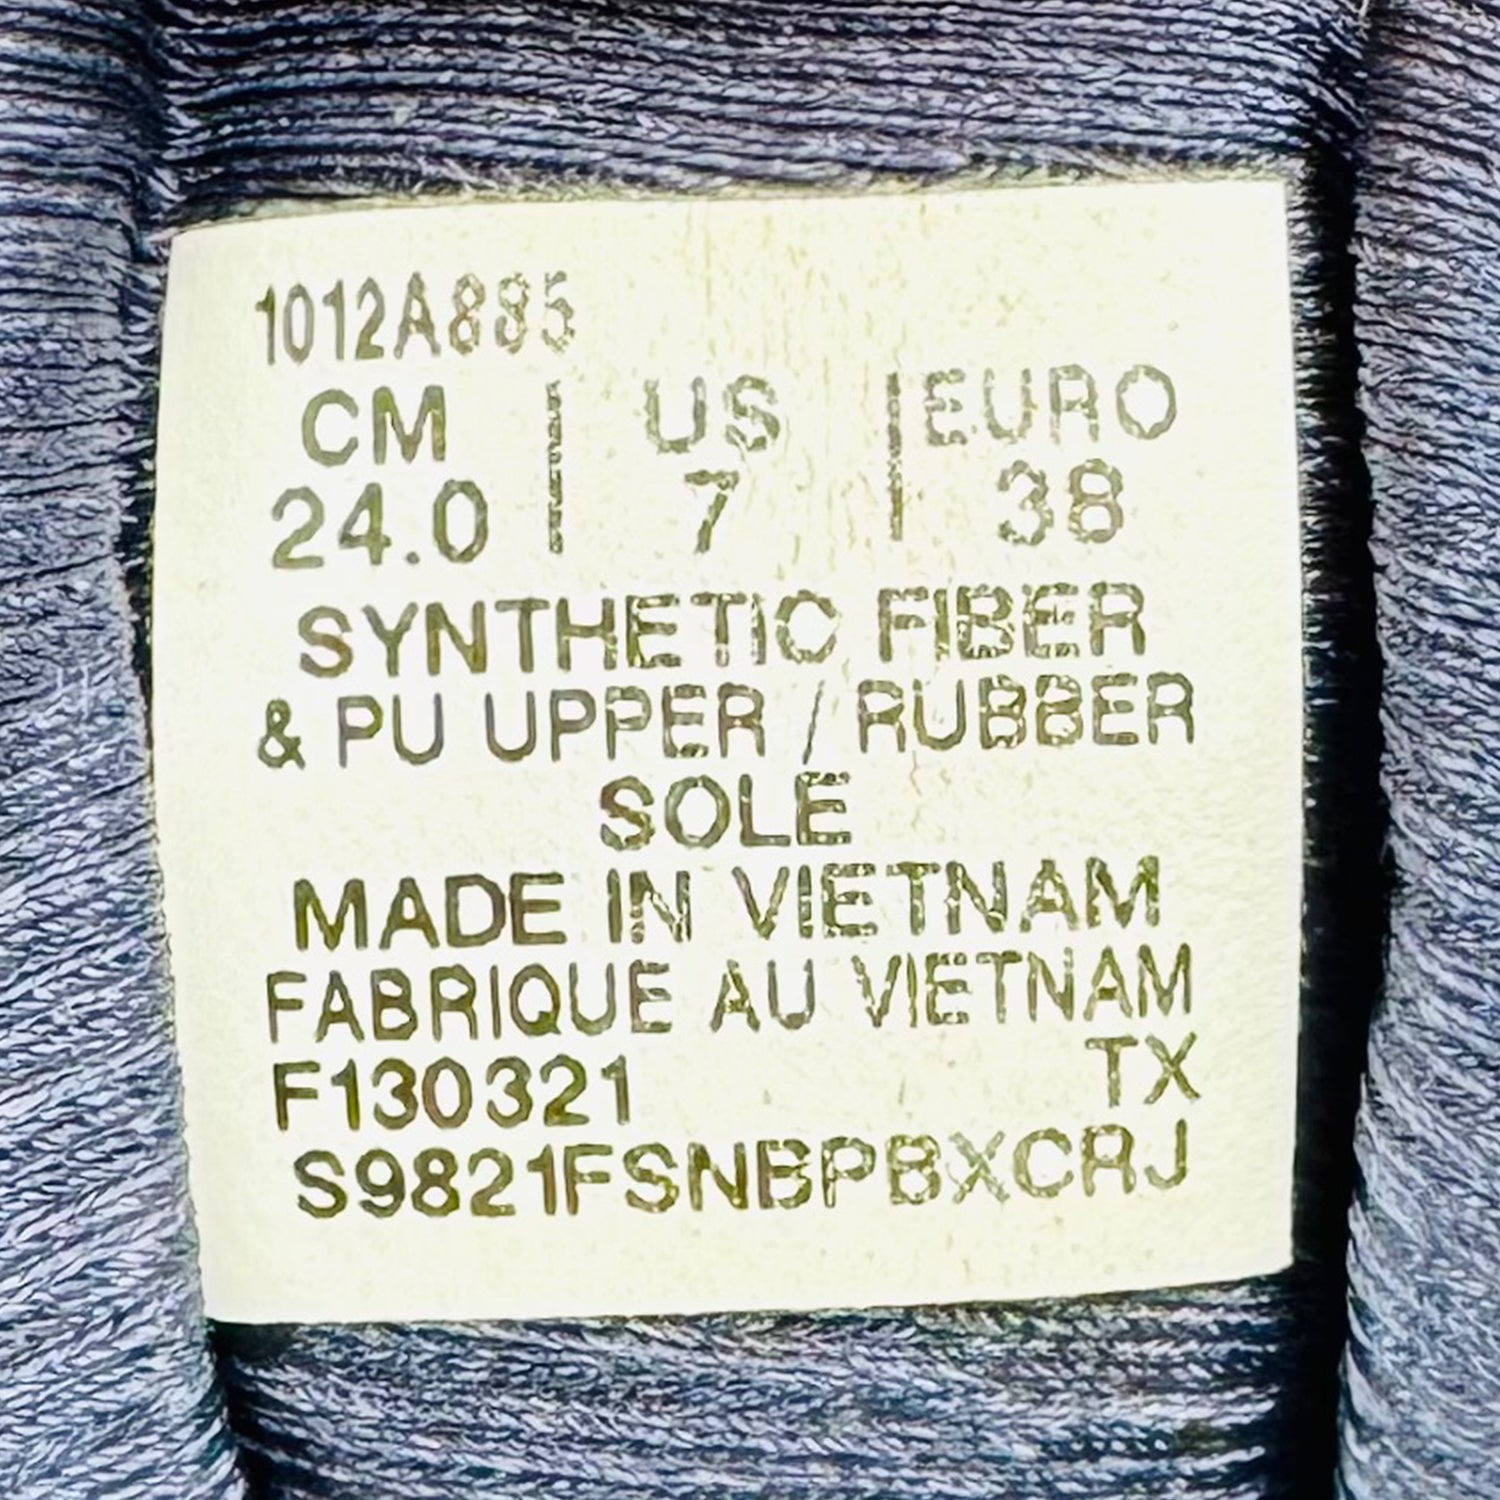 1012A885
CM | US | EURO
24.0 | 7 | 38
SYNTHETIC FIBER
& PU UPPER / RUBBER
SOLE
MADE IN VIETNAM
FABRIQUE AU VIETNAM
F130321 TX
S9821FSNBPBXCRJ